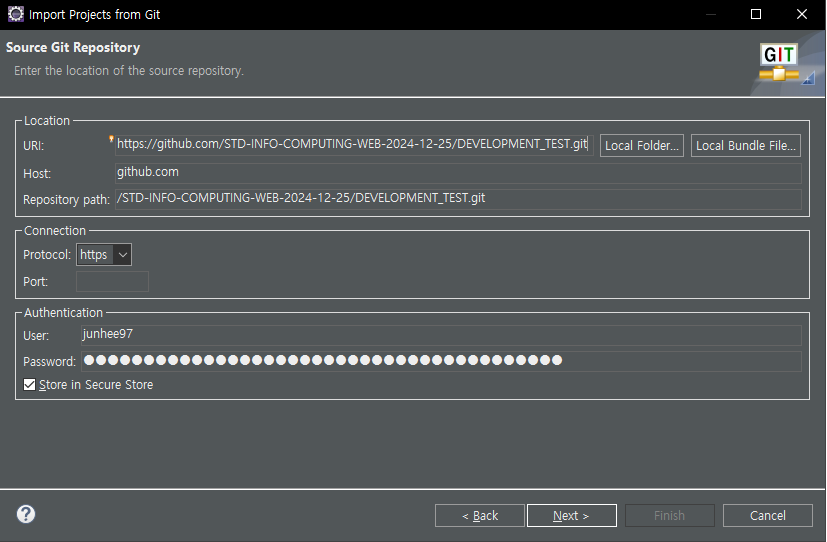 Import Projects from Git
Source Git Repository
Enter the location of the source repository.
GIT
Location
URI: https://github.com/STD-INFO-COMPUTING-WEB-2024-12-25/DEVELOPMENT_TEST.git Local Folder... Local Bundle File...
Host: github.com
Repository path: /STD-INFO-COMPUTING-WEB-2024-12-25/DEVELOPMENT_TEST.git
Connection
Protocol: https
Port:
Authentication
User: junhee97
Password: ●●●●●●●●●●●●●●●●●●●●●●●●●●●●●●●●●●●●●●●●
Store in Secure Store
? < Back Next > Finish Cancel